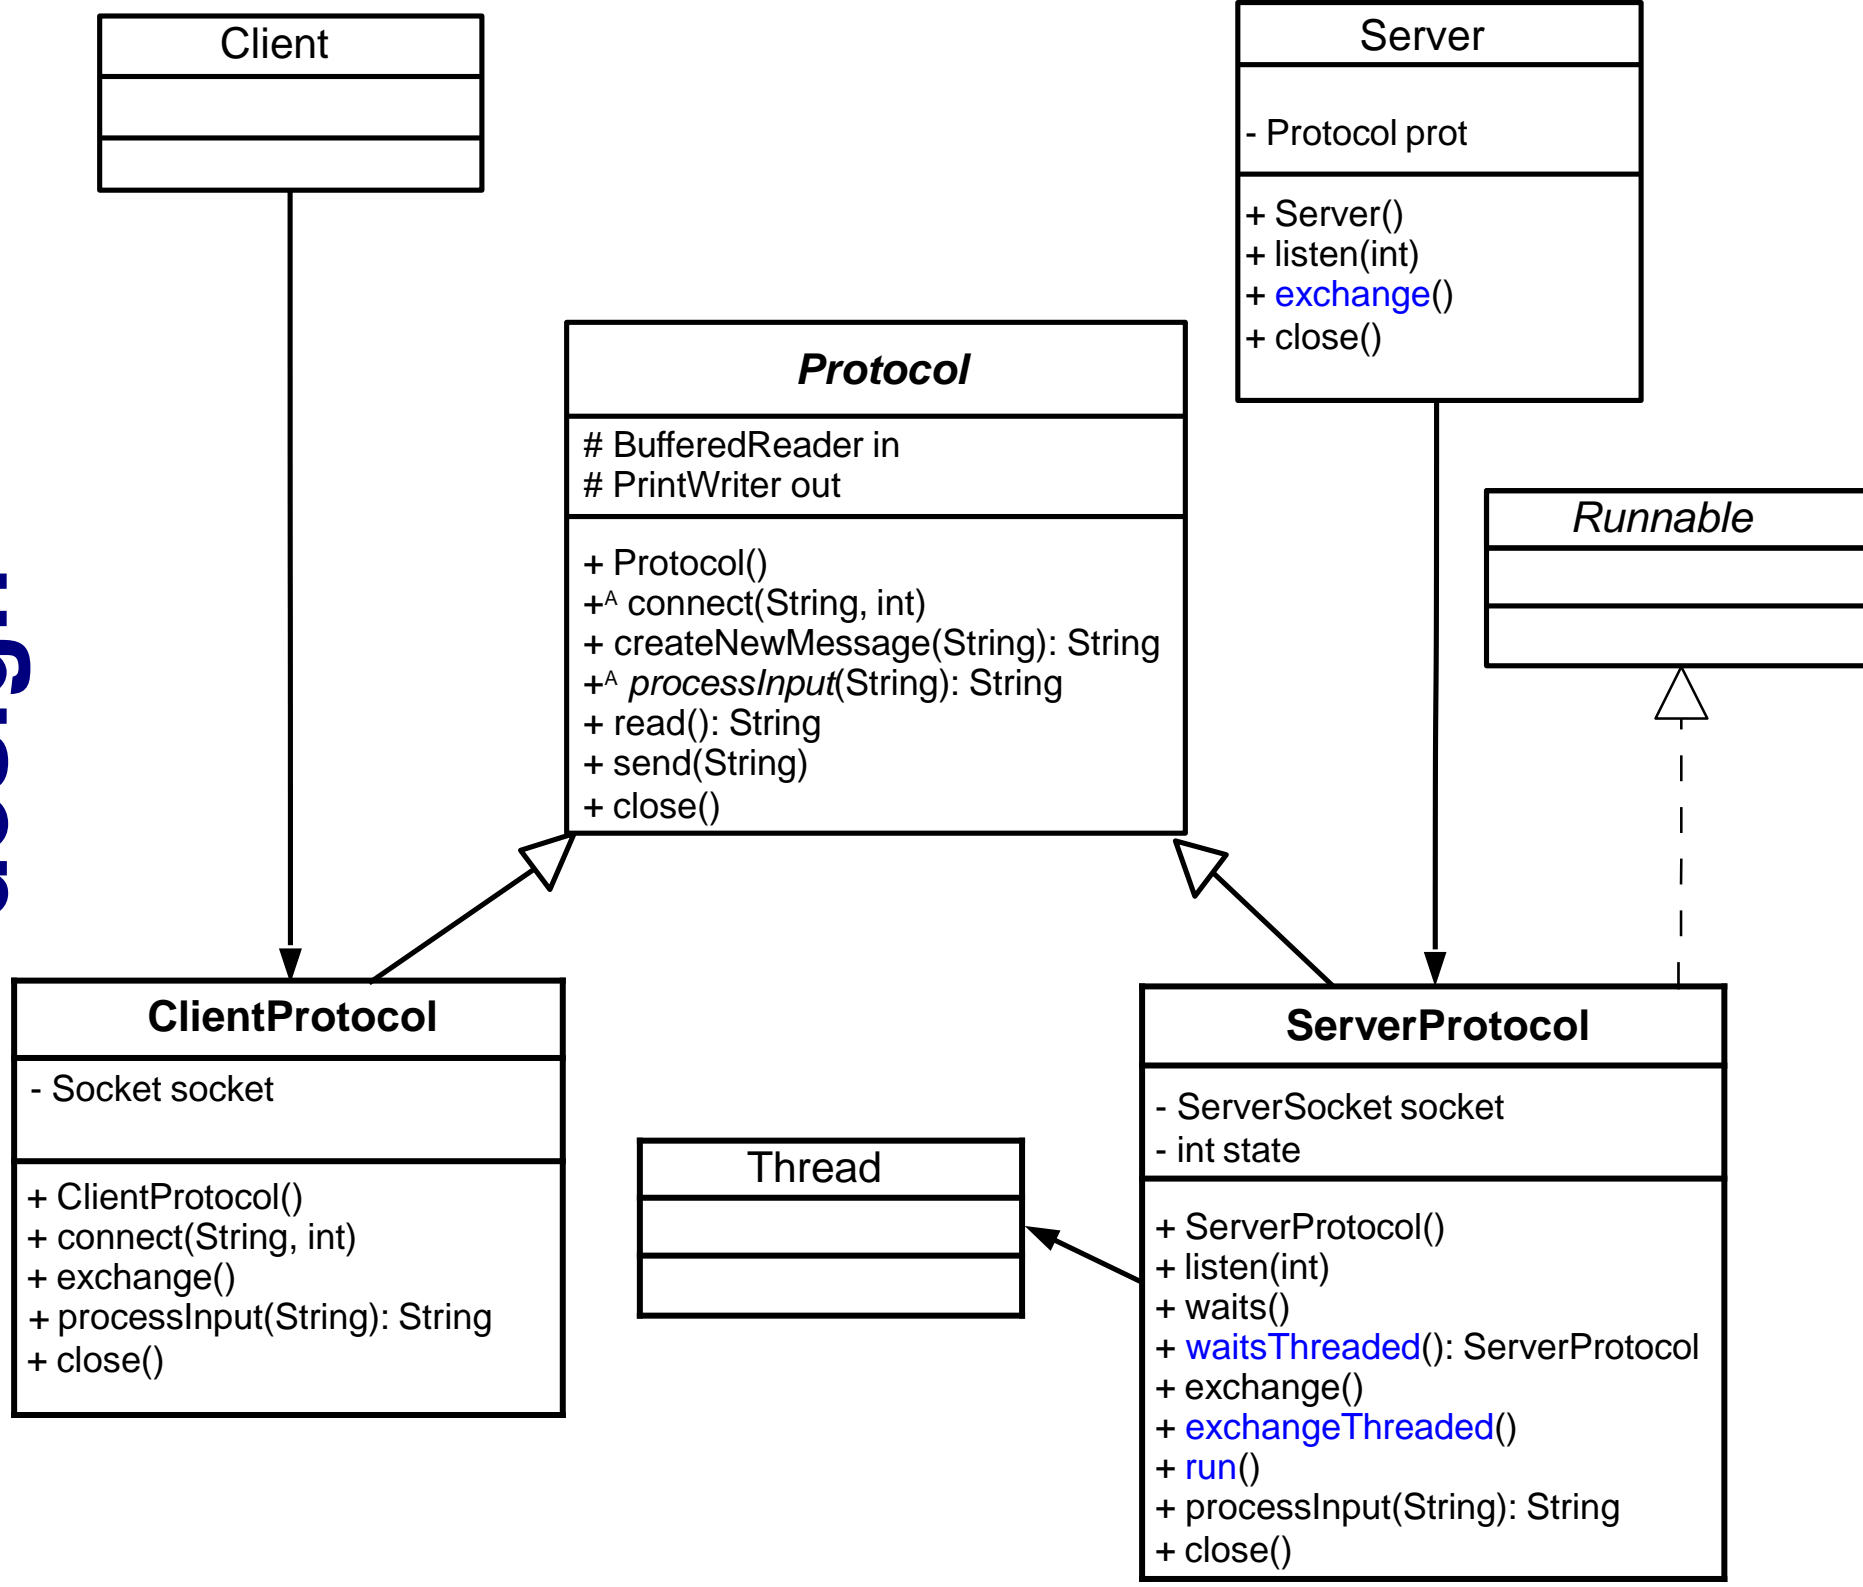 Client
Server
- Protocol prot
+ Server()
+ listen(int)
+ exchange()
+ close()
Protocol
# BufferedReader in
# PrintWriter out
+ Protocol()
+A connect(String, int)
+ createNewMessage(String): String
+A processInput(String): String
+ read(): String
+ send(String)
+ close()
Runnable
ClientProtocol
- Socket socket
+ ClientProtocol()
+ connect(String, int)
+ exchange()
+ processInput(String): String
+ close()
Thread
ServerProtocol
- ServerSocket socket
- int state
+ ServerProtocol()
+ listen(int)
+ waits()
+ waitsThreaded(): ServerProtocol
+ exchange()
+ exchangeThreaded()
+ run()
+ processInput(String): String
+ close()